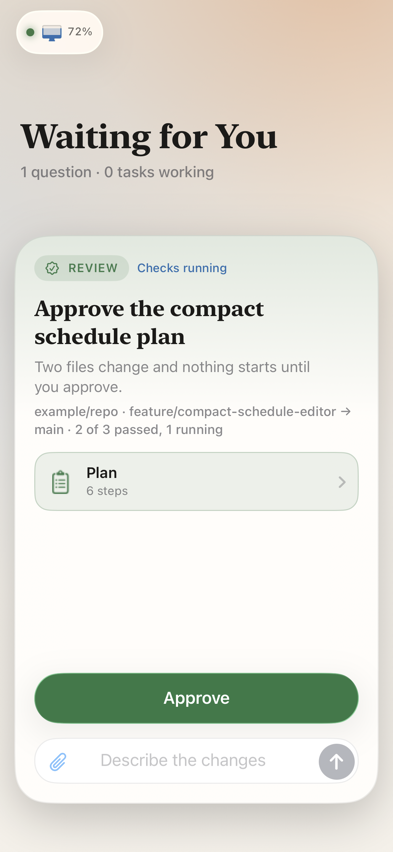 72%
Waiting for You
1 question · 0 tasks working
REVIEW Checks running
Approve the compact
schedule plan
Two files change and nothing starts until
you approve.
example/repo · feature/compact-schedule-editor →
main · 2 of 3 passed, 1 running
Plan
6 steps
Approve
Describe the changes